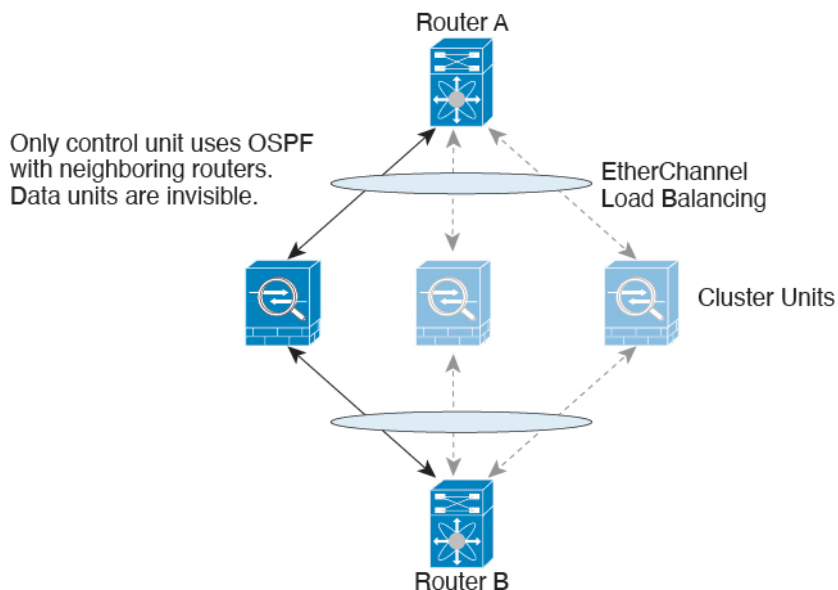 Router A
Only control unit uses OSPF
with neighboring routers.
Data units are invisible.
EtherChannel
Load Balancing
Cluster Units
Router B